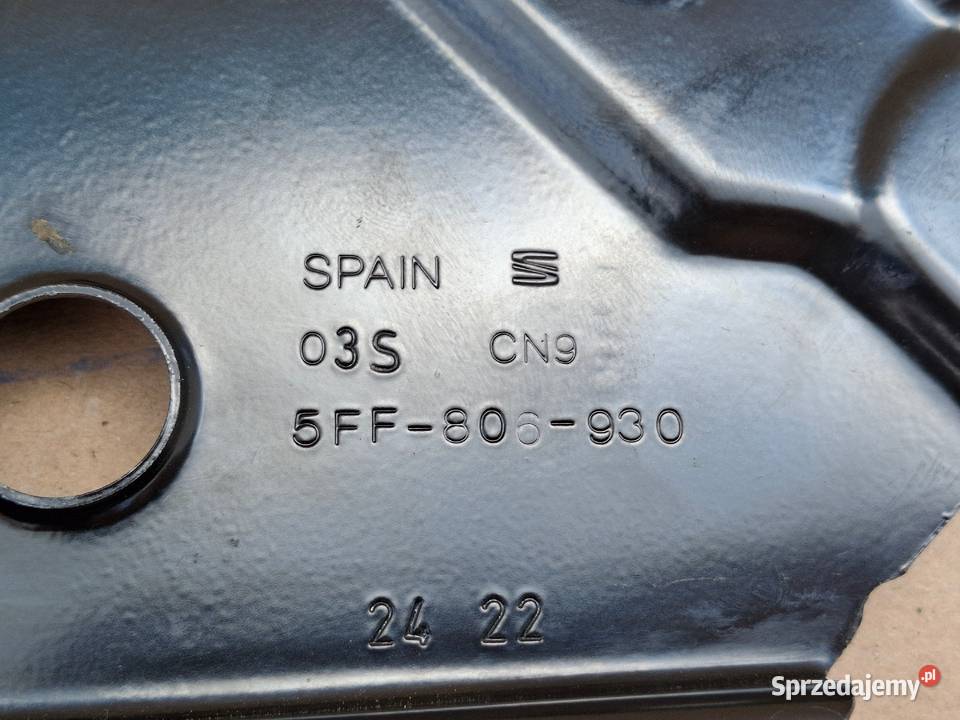 SPAIN
03S CN9
5FF-806-930
24 22
Sprzedajemy.pl